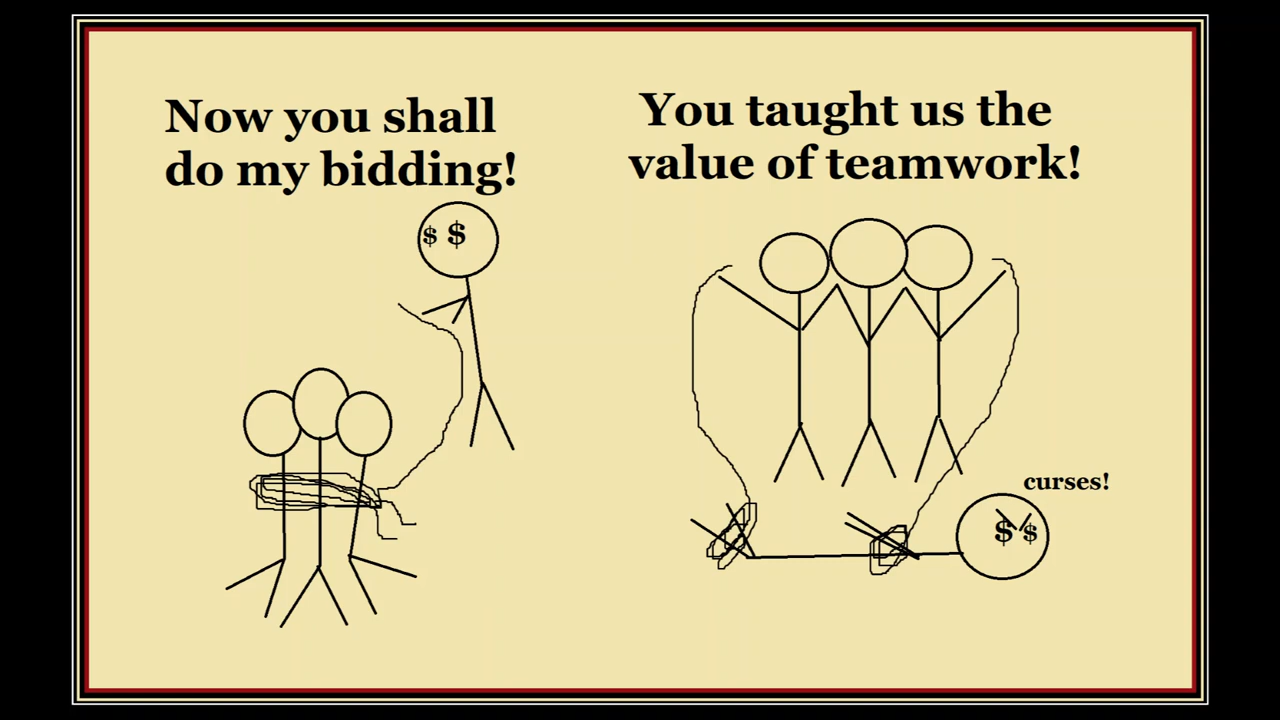 Now you shall
do my bidding!
$ $
You taught us the
value of teamwork!
curses!
$ $